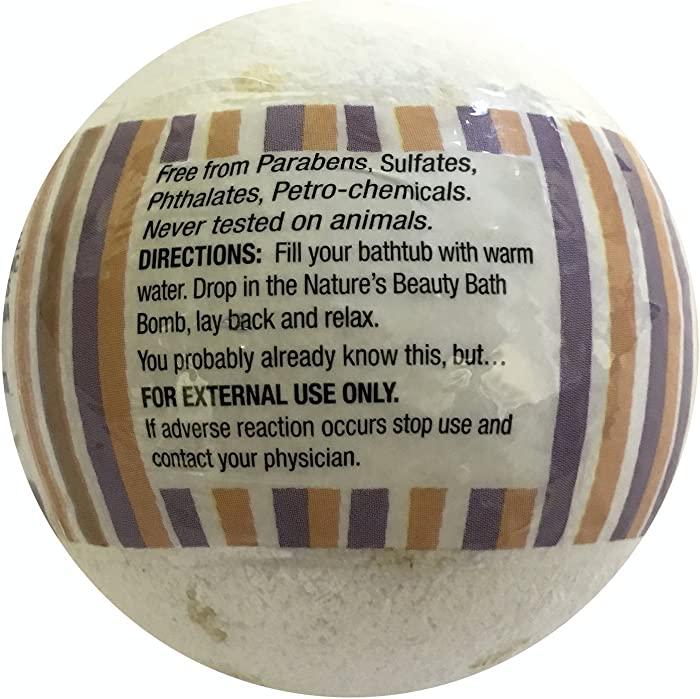 Free from Parabens, Sulfates,
Phthalates, Petro-chemicals.
Never tested on animals.
DIRECTIONS: Fill your bathtub with warm
water. Drop in the Nature's Beauty Bath
Bomb, lay back and relax.
You probably already know this, but...
FOR EXTERNAL USE ONLY.
If adverse reaction occurs stop use and
contact your physician.